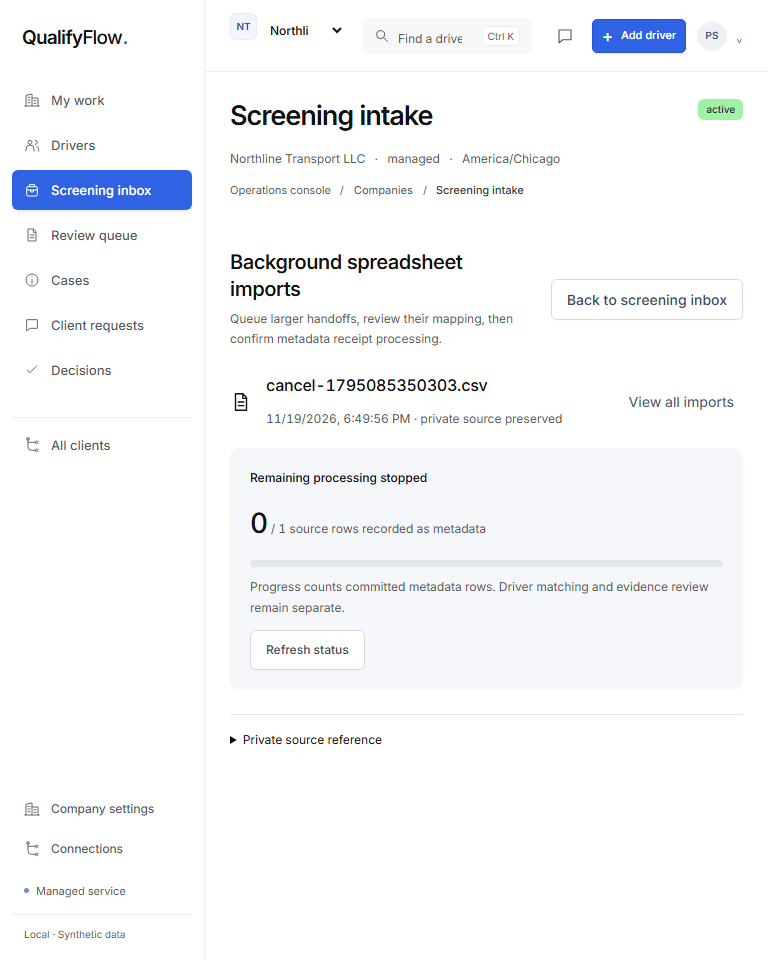 QualifyFlow.
My work
Drivers
Screening inbox
Review queue
Cases
Client requests
Decisions
All clients
Company settings
Connections
Managed service
Local · Synthetic data
NT
Northli
Find a drive
Ctrl K
+ Add driver
PS
Screening intake
active
Northline Transport LLC · managed · America/Chicago
Operations console / Companies / Screening intake
Background spreadsheet
imports
Queue larger handoffs, review their mapping, then
confirm metadata receipt processing.
Back to screening inbox
cancel-1795085350303.csv
11/19/2026, 6:49:56 PM · private source preserved
View all imports
Remaining processing stopped
0 / 1 source rows recorded as metadata
Progress counts committed metadata rows. Driver matching and evidence review
remain separate.
Refresh status
Private source reference